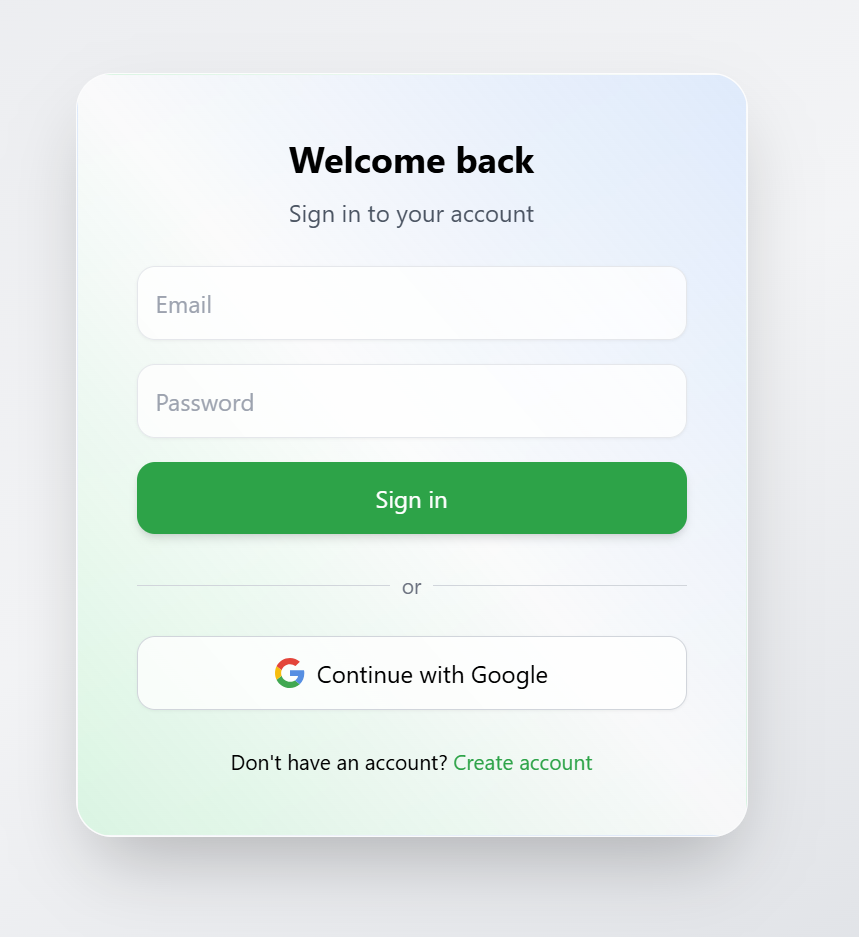 Welcome back
Sign in to your account
Email
Password
Sign in
or
Continue with Google
Don't have an account? Create account